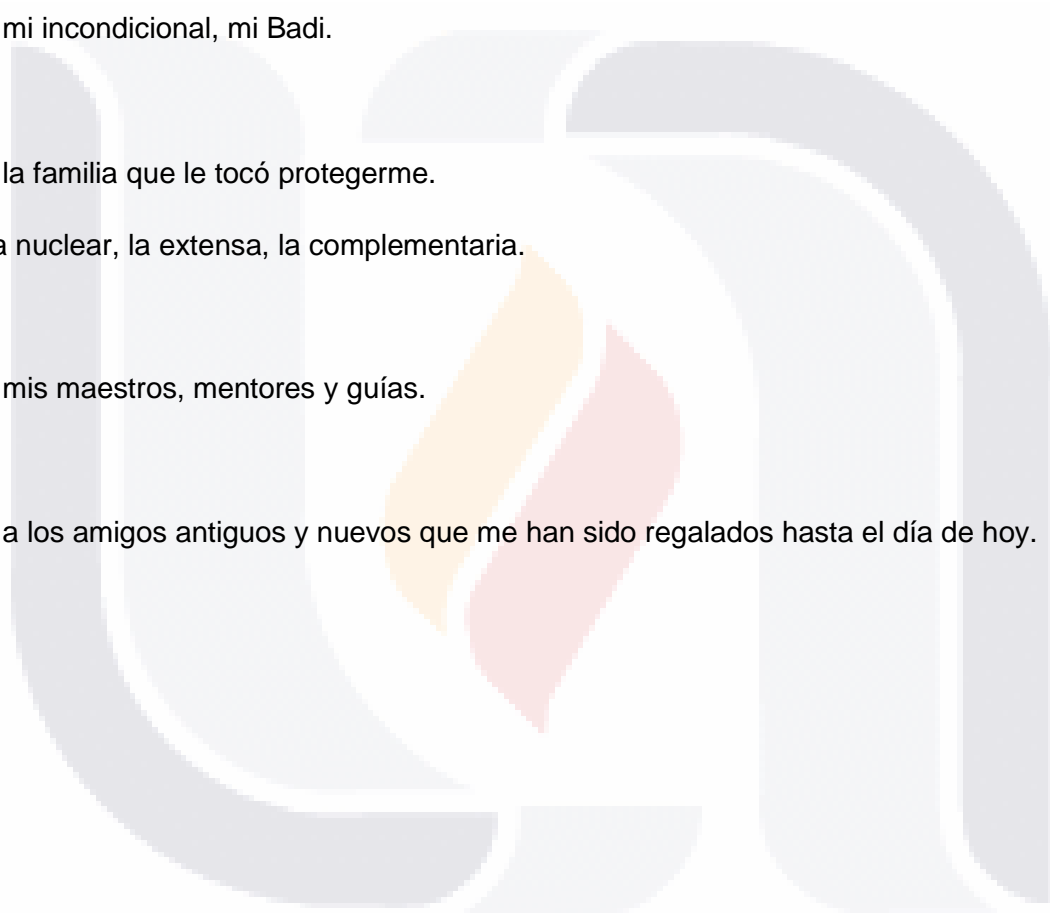 mi incondicional, mi Badi.
la familia que le tocó protegerme.
a nuclear, la extensa, la complementaria.
mis maestros, mentores y guías.
a los amigos antiguos y nuevos que me han sido regalados hasta el día de hoy.